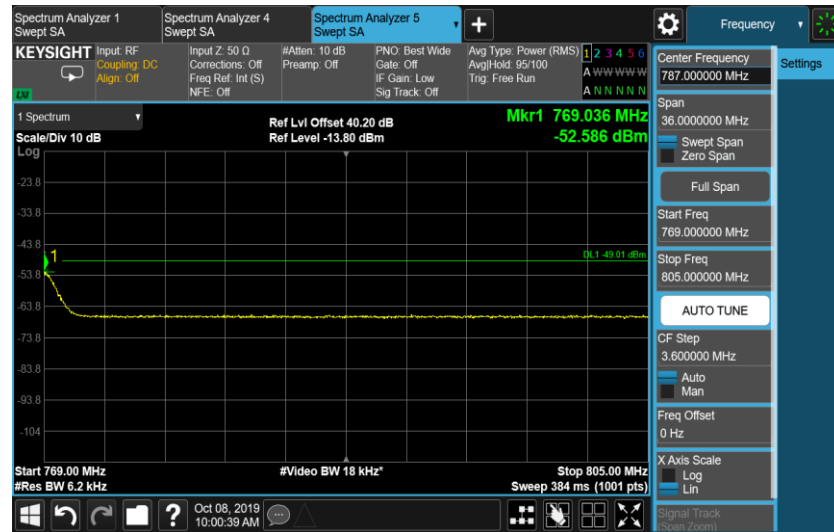 Spectrum Analyzer 1
Swept SA
Spectrum Analyzer 4
Swept SA
Spectrum Analyzer 5
Swept SA
Frequency
KEYSIGHT
Input: RF
Coupling: DC
Align: Off
LXI
Input Z: 50 Ω
Corrections: Off
Freq Ref: Int (S)
NFE: Off
#Atten: 10 dB
Preamp: Off
PNO: Best Wide
Gate: Off
IF Gain: Low
Sig Track: Off
Avg Type: Power (RMS)
Avg|Hold: 95/100
Trig: Free Run
1 2 3 4 5 6
A W W W W W
A N N N N N
1 Spectrum
Scale/Div 10 dB
Log
Ref Lvl Offset 40.20 dB
Ref Level -13.80 dBm
Mkr1 769.036 MHz
-52.586 dBm
-23.8
-33.8
-43.8
-53.8
-63.8
-73.8
-83.8
-93.8
-104
1
DL1 -49.01 dBm
Start 769.00 MHz
#Res BW 6.2 kHz
#Video BW 18 kHz*
Stop 805.00 MHz
Sweep 384 ms (1001 pts)
Oct 08, 2019
10:00:39 AM
Center Frequency
787.000000 MHz
Settings
Span
36.0000000 MHz
Swept Span
Zero Span
Full Span
Start Freq
769.000000 MHz
Stop Freq
805.000000 MHz
AUTO TUNE
CF Step
3.600000 MHz
Auto
Man
Freq Offset
0 Hz
X Axis Scale
Log
Lin
Signal Track
(Span Zoom)